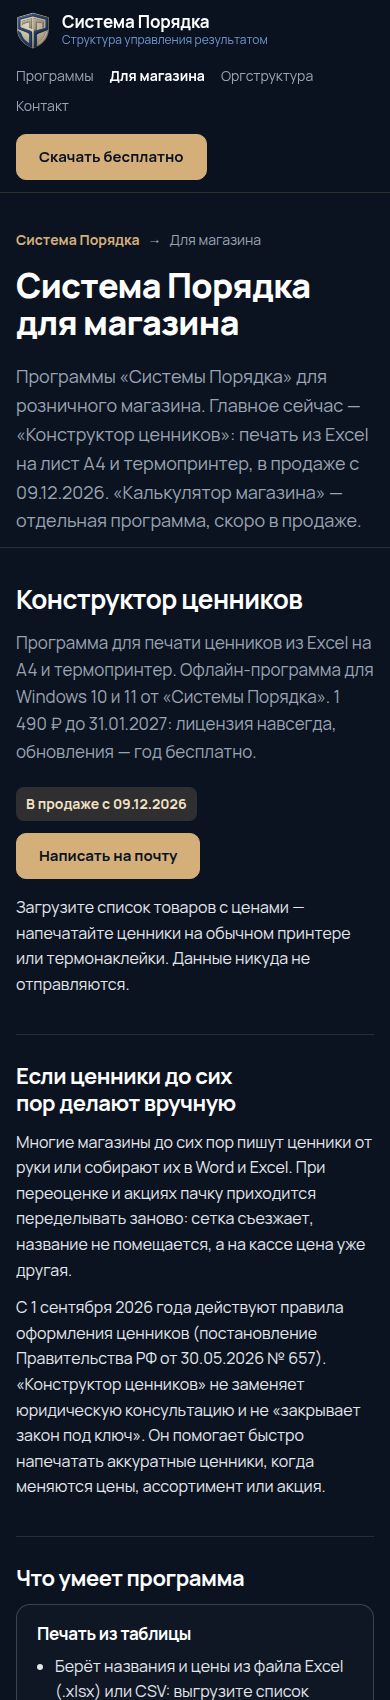 Система Порядка
Структура управления результатом
Программы Для магазина Оргструктура
Контакт
Скачать бесплатно
Система Порядка → Для магазина
Система Порядка
для магазина
Программы «Системы Порядка» для
розничного магазина. Главное сейчас —
«Конструктор ценников»: печать из Excel
на лист А4 и термопринтер, в продаже с
09.12.2026. «Калькулятор магазина» —
отдельная программа, скоро в продаже.
Конструктор ценников
Программа для печати ценников из Excel на
А4 и термопринтер. Офлайн-программа для
Windows 10 и 11 от «Системы Порядка». 1
490 ₽ до 31.01.2027: лицензия навсегда,
обновления — год бесплатно.
В продаже с 09.12.2026
Написать на почту
Загрузите список товаров с ценами —
напечатайте ценники на обычном принтере
или термонаклейки. Данные никуда не
отправляются.
Если ценники до сих
пор делают вручную
Многие магазины до сих пор пишут ценники от
руки или собирают их в Word и Excel. При
переоценке и акциях пачку приходится
переделывать заново: сетка съезжает,
название не помещается, а на кассе цена уже
другая.
С 1 сентября 2026 года действуют правила
оформления ценников (постановление
Правительства РФ от 30.05.2026 № 657).
«Конструктор ценников» не заменяет
юридическую консультацию и не «закрывает
закон под ключ». Он помогает быстро
напечатать аккуратные ценники, когда
меняются цены, ассортимент или акция.
Что умеет программа
Печать из таблицы
• Берёт названия и цены из файла Excel
(.xlsx) или CSV: выгрузите список